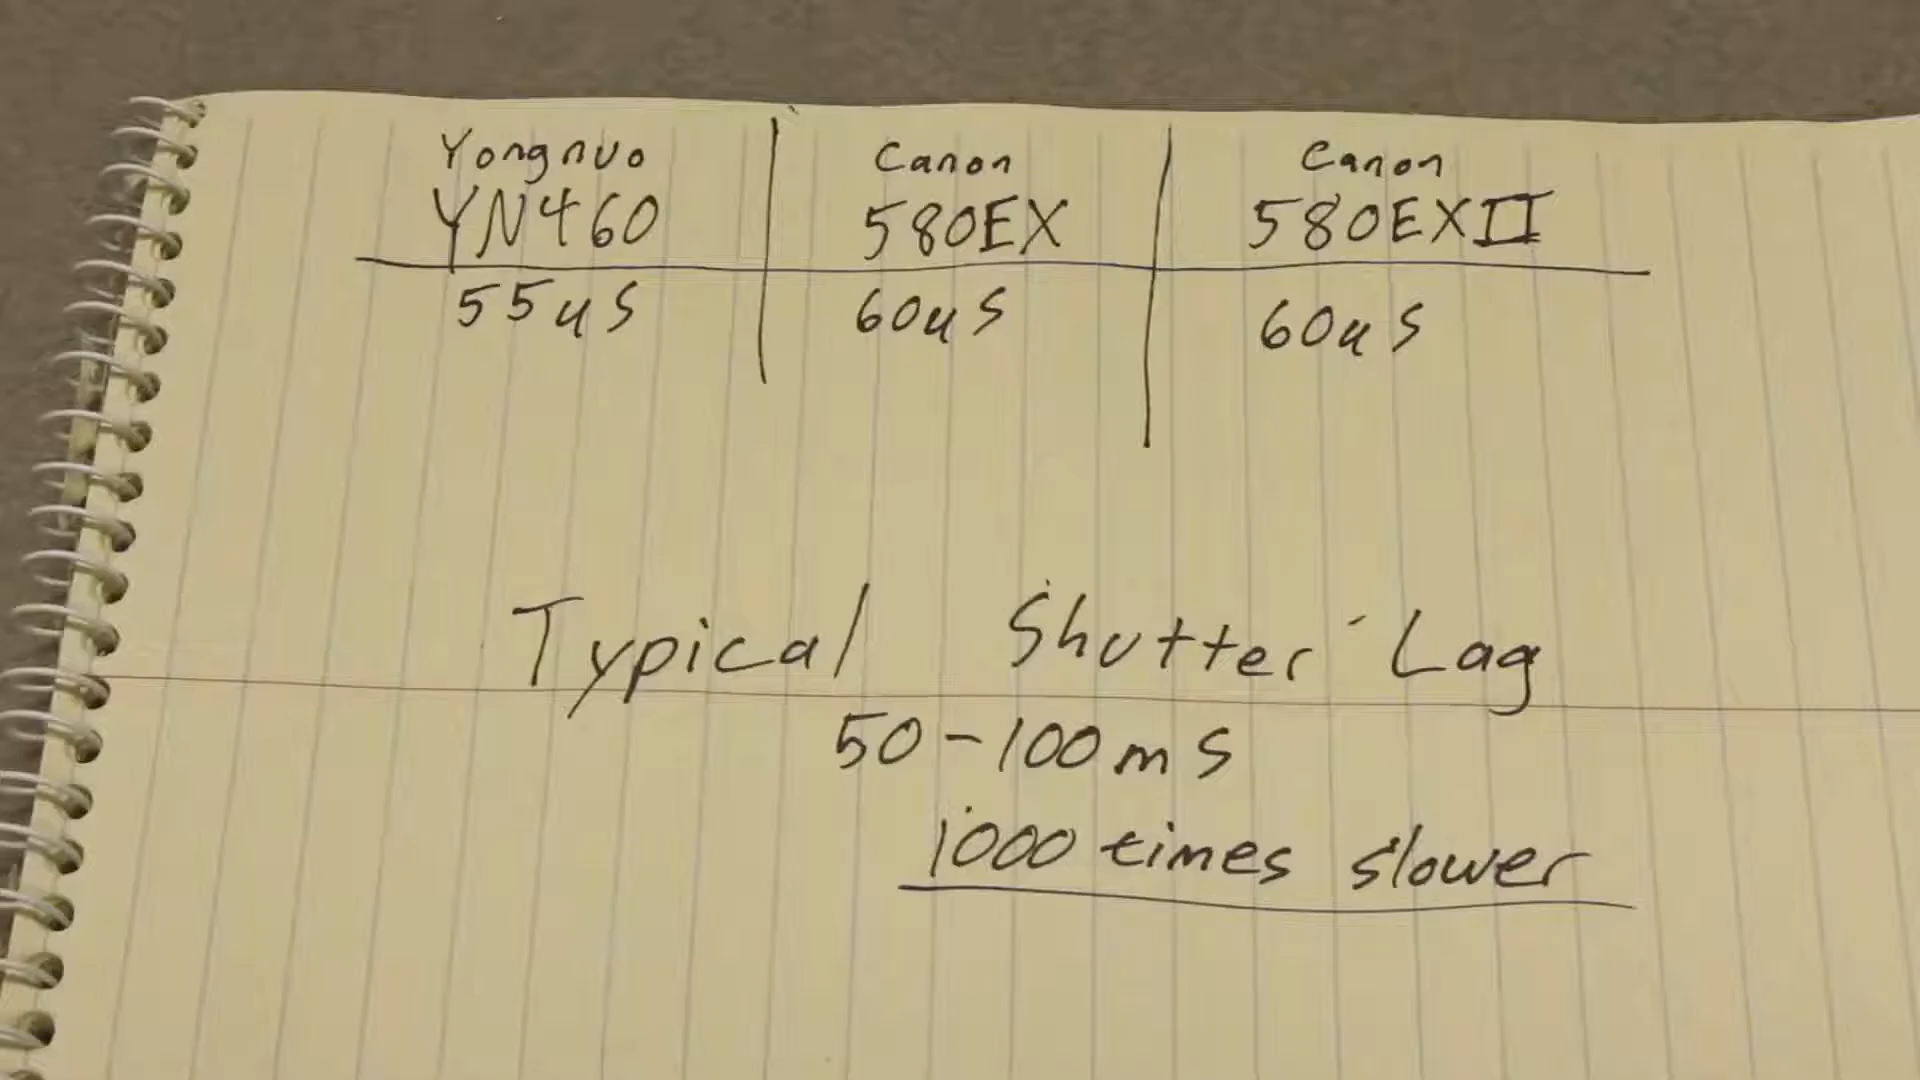 Yongnuo Canon Canon
YN460 580EX 580EXII
55uS 60uS 60uS
Typical Shutter Lag
50-100mS
1000 times slower